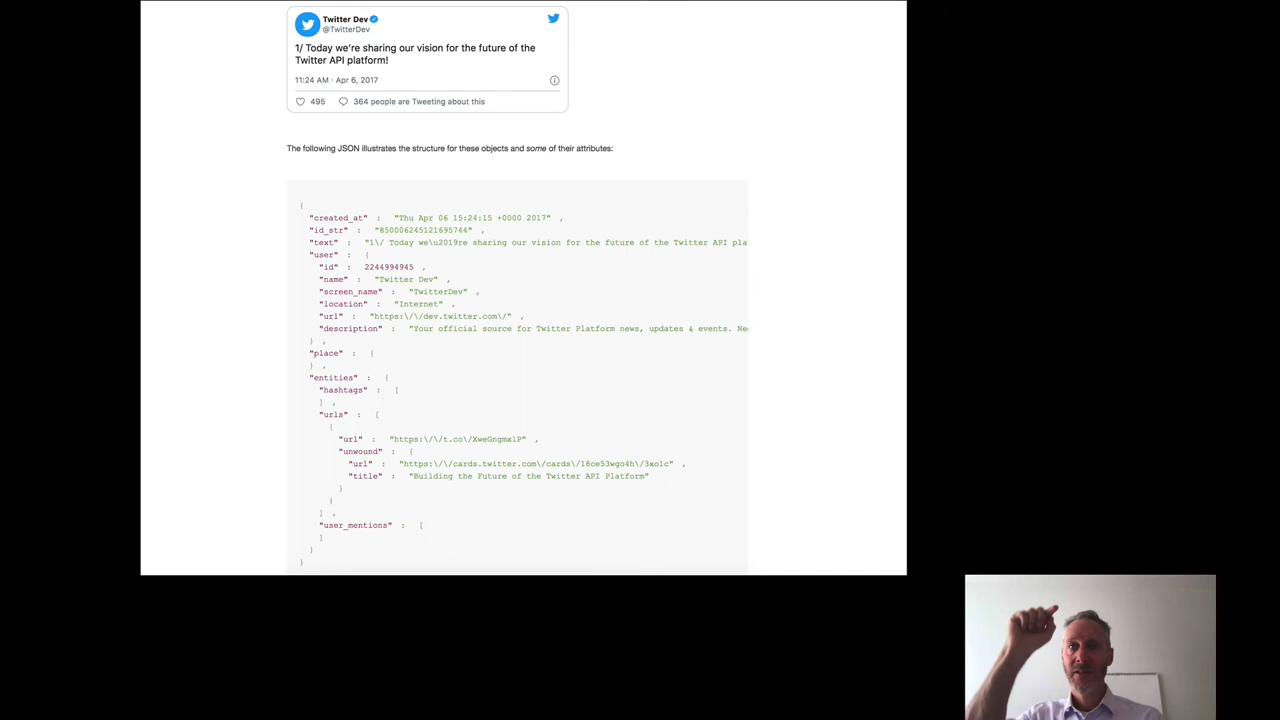 Twitter Dev
@TwitterDev
1/ Today we're sharing our vision for the future of the
Twitter API platform!
11:24 AM · Apr 6, 2017
495 364 people are Tweeting about this
The following JSON illustrates the structure for these objects and some of their attributes:
{
"created_at" : "Thu Apr 06 15:24:15 +0000 2017" ,
"id_str" : "850006245121695744" ,
"text" : "1\/ Today we\u2019re sharing our vision for the future of the Twitter API pla
"user" : {
"id" : 2244994945 ,
"name" : "Twitter Dev" ,
"screen_name" : "TwitterDev" ,
"location" : "Internet" ,
"url" : "https:\/\/dev.twitter.com\/" ,
"description" : "Your official source for Twitter Platform news, updates & events. Ne
} ,
"place" : {
} ,
"entities" : {
"hashtags" : [
] ,
"urls" : [
{
"url" : "https:\/\/t.co\/XweGngmxlP" ,
"unwound" : {
"url" : "https:\/\/cards.twitter.com\/cards\/18ce53wgo4h\/3xo1c" ,
"title" : "Building the Future of the Twitter API Platform"
}
}
] ,
"user_mentions" : [
]
}
}